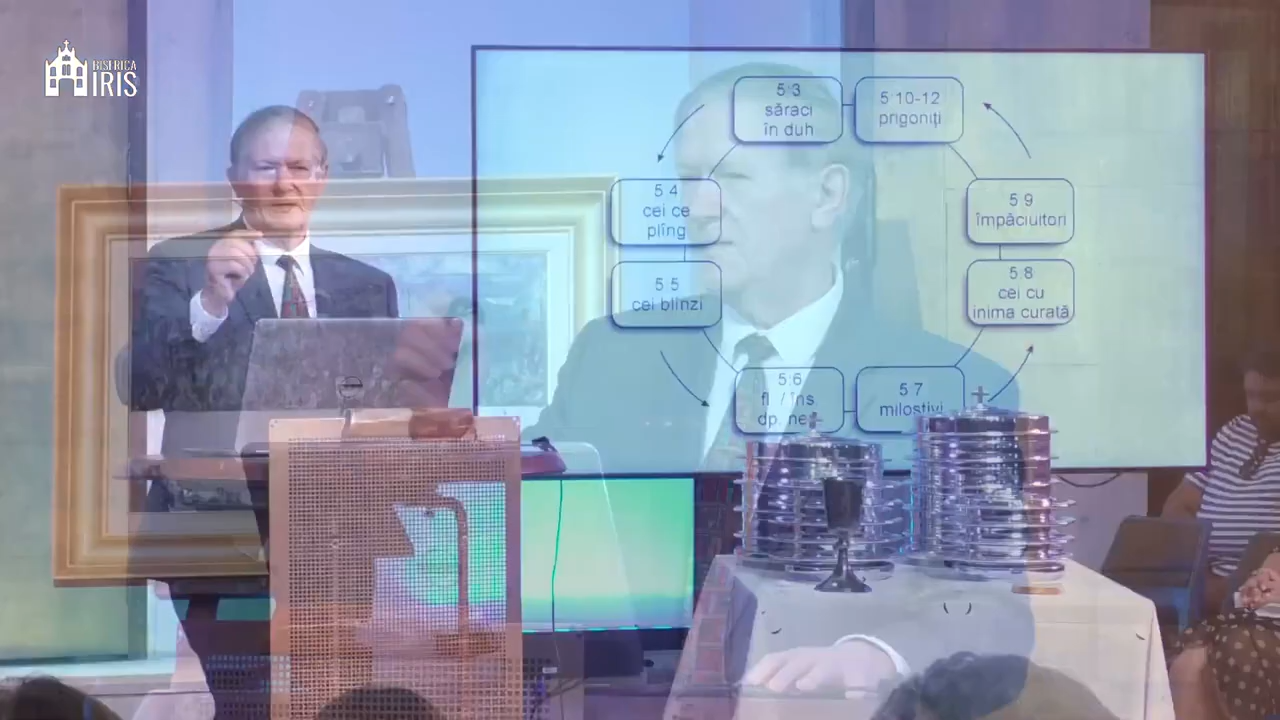 BISERICA
IRIS
5 3
săraci
în duh
5 10-12
prigoniți
5 4
cei ce
plîng
5 9
împăciuitori
5 5
cei blînzi
5 8
cei cu
inima curată
5 6
5 7
milostivi